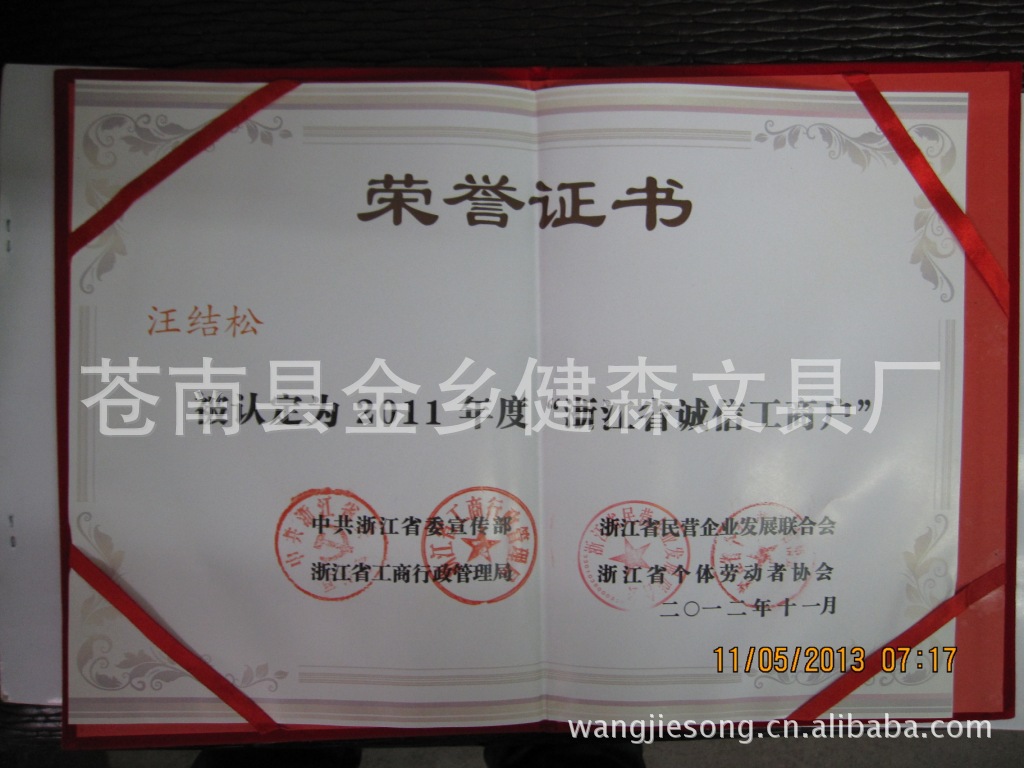 荣誉证书
汪结松
苍南县金乡健森文具厂
被认定为 2011 年度“浙江省诚信工商户”
中共浙江省委宣传部 浙江省民营企业发展联合会
浙江省工商行政管理局 浙江省个体劳动者协会
二〇一二年十一月
11/05/2013 07:17
wangjiesong.cn.alibaba.com